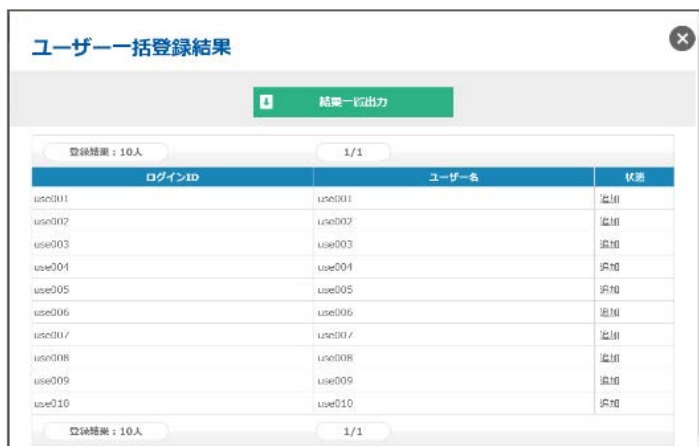 ユーザー一括登録結果
結果一覧出力
登録結果：10人 1/1
ログインID ユーザー名 状態
use001 use001 追加
use002 use002 追加
use003 use003 追加
use004 use004 追加
use005 use005 追加
use006 use006 追加
use007 use007 追加
use008 use008 追加
use009 use009 追加
use010 use010 追加
登録結果：10人 1/1